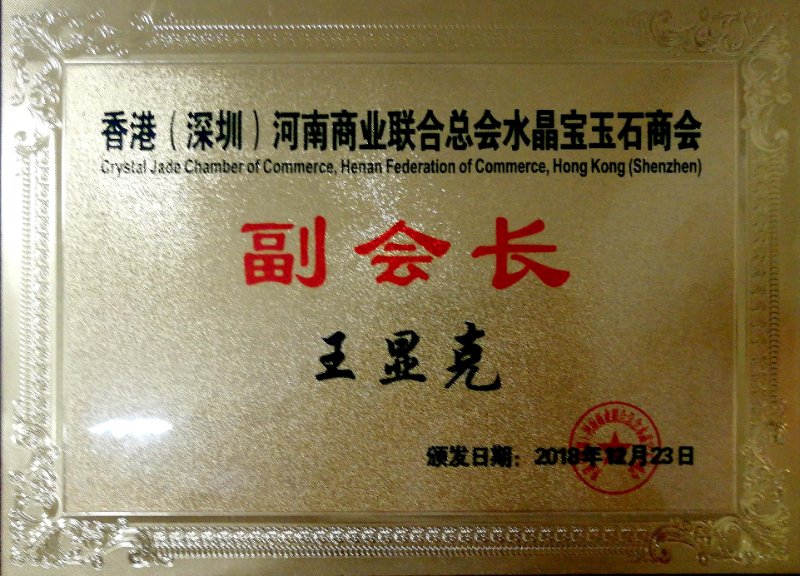 香港（深圳）河南商业联合总会水晶宝玉石商会
Crystal Jade Chamber of Commerce, Henan Federation of Commerce, Hong Kong (Shenzhen)
副会长
王显克
颁发日期：2018年12月23日